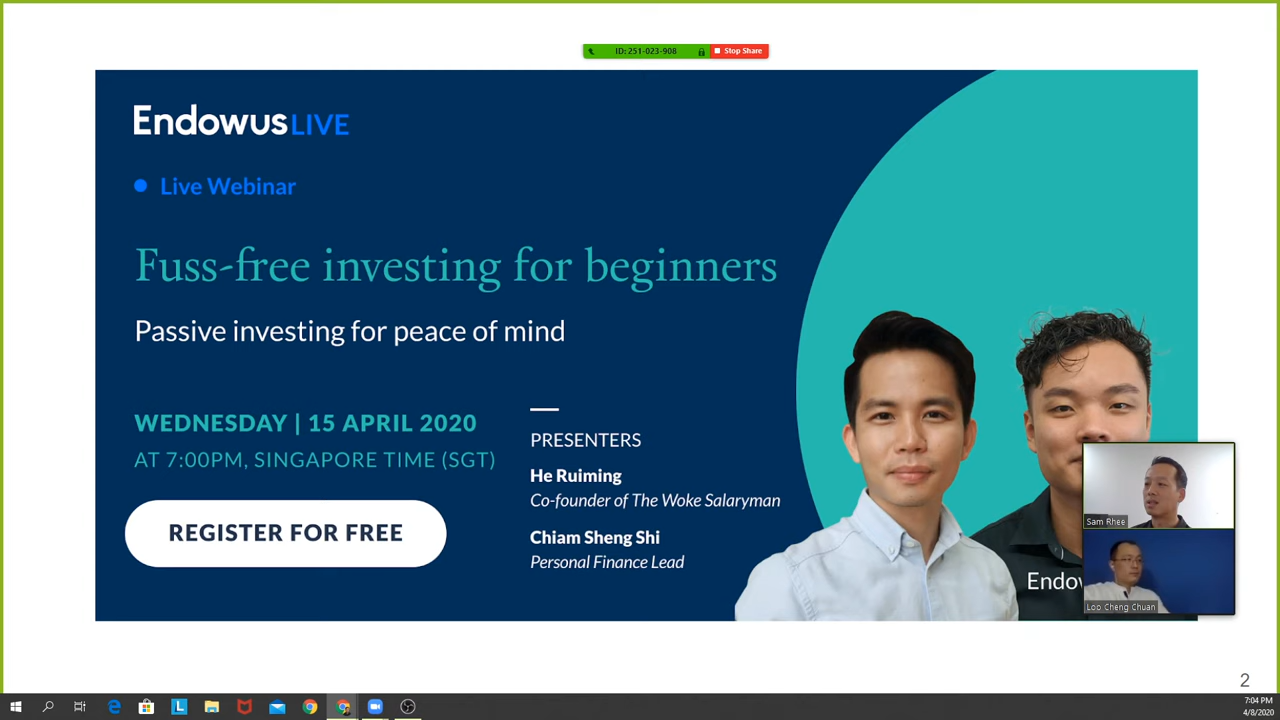 ID: 251-023-908
Stop Share
Endowus LIVE
Live Webinar
Fuss-free investing for beginners
Passive investing for peace of mind
WEDNESDAY | 15 APRIL 2020
AT 7:00PM, SINGAPORE TIME (SGT)
REGISTER FOR FREE
PRESENTERS
He Ruiming
Co-founder of The Woke Salaryman
Chiam Sheng Shi
Personal Finance Lead
Sam Rhee
Loo Cheng Chuan
2
7:04 PM
4/8/2020